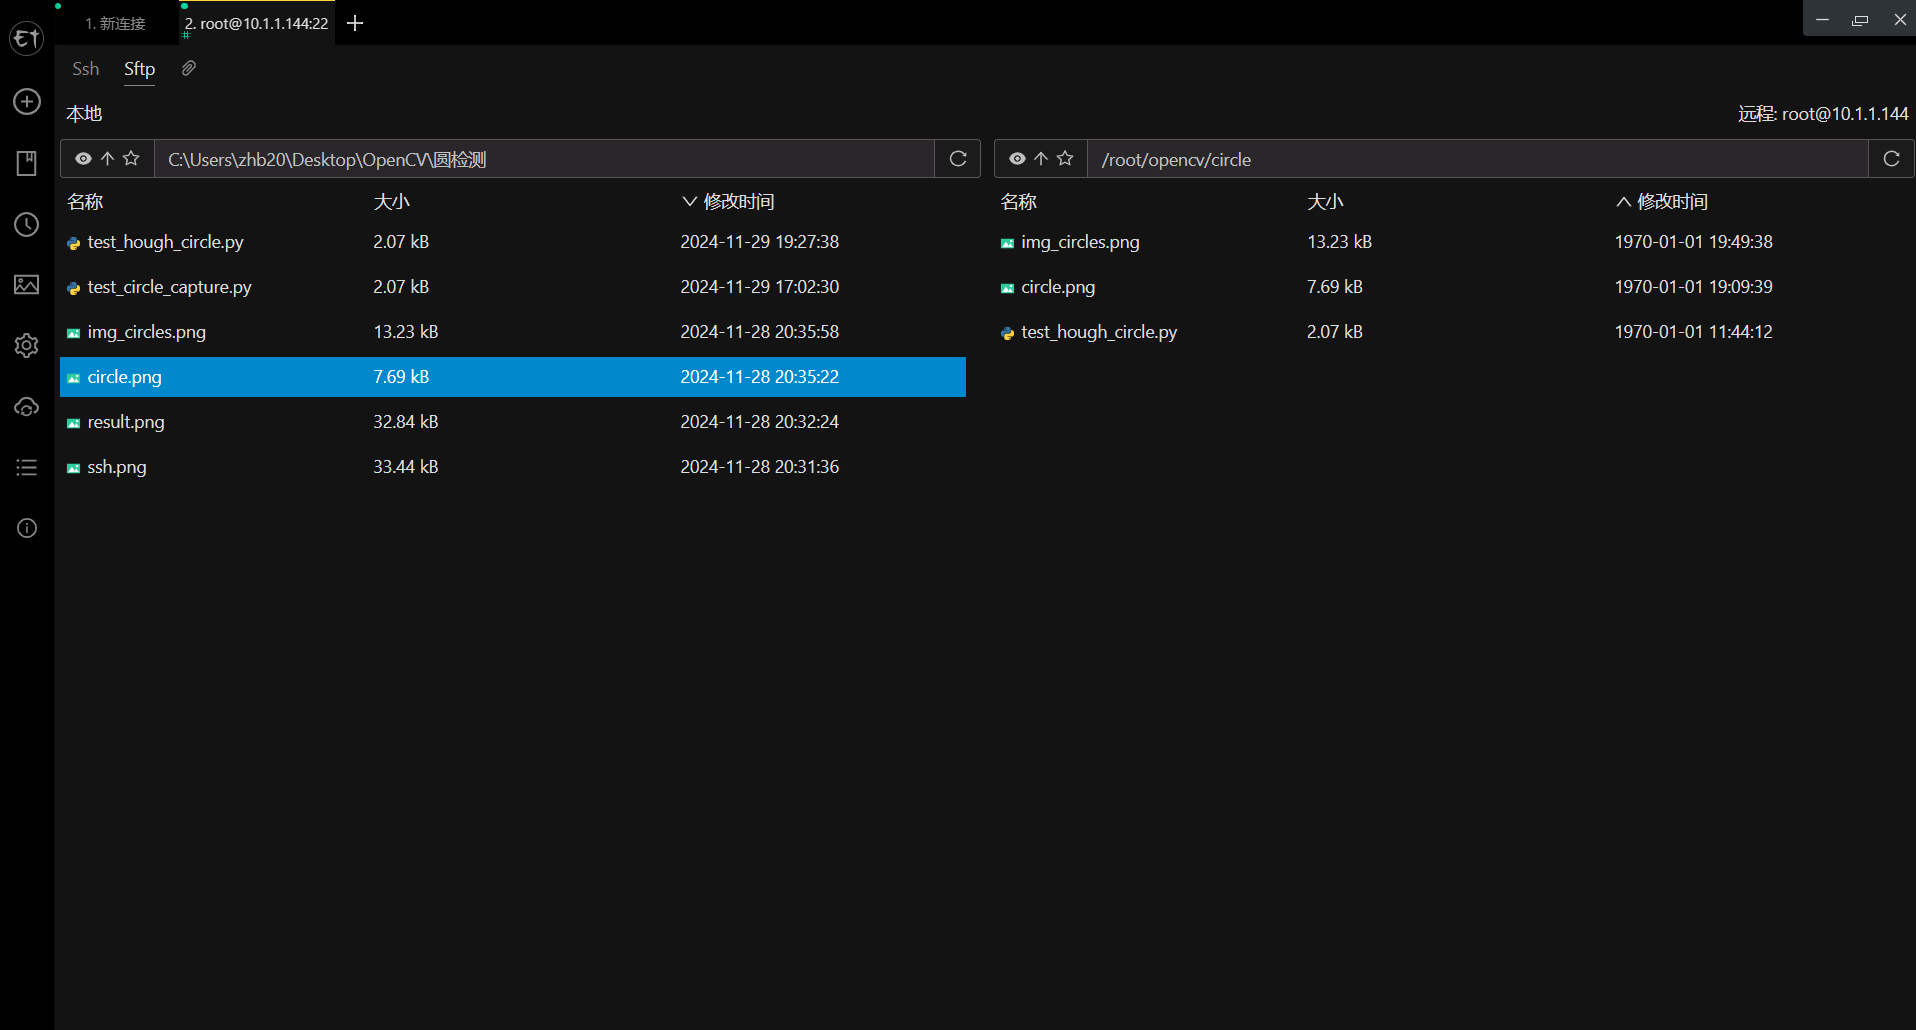 1. 新连接
2. root@10.1.1.144:22
#
Ssh Sftp
本地
远程: root@10.1.1.144
C:\Users\zhb20\Desktop\OpenCV\圆检测
/root/opencv/circle
名称 大小 修改时间
test_hough_circle.py 2.07 kB 2024-11-29 19:27:38
test_circle_capture.py 2.07 kB 2024-11-29 17:02:30
img_circles.png 13.23 kB 2024-11-28 20:35:58
circle.png 7.69 kB 2024-11-28 20:35:22
result.png 32.84 kB 2024-11-28 20:32:24
ssh.png 33.44 kB 2024-11-28 20:31:36
名称 大小 修改时间
img_circles.png 13.23 kB 1970-01-01 19:49:38
circle.png 7.69 kB 1970-01-01 19:09:39
test_hough_circle.py 2.07 kB 1970-01-01 11:44:12